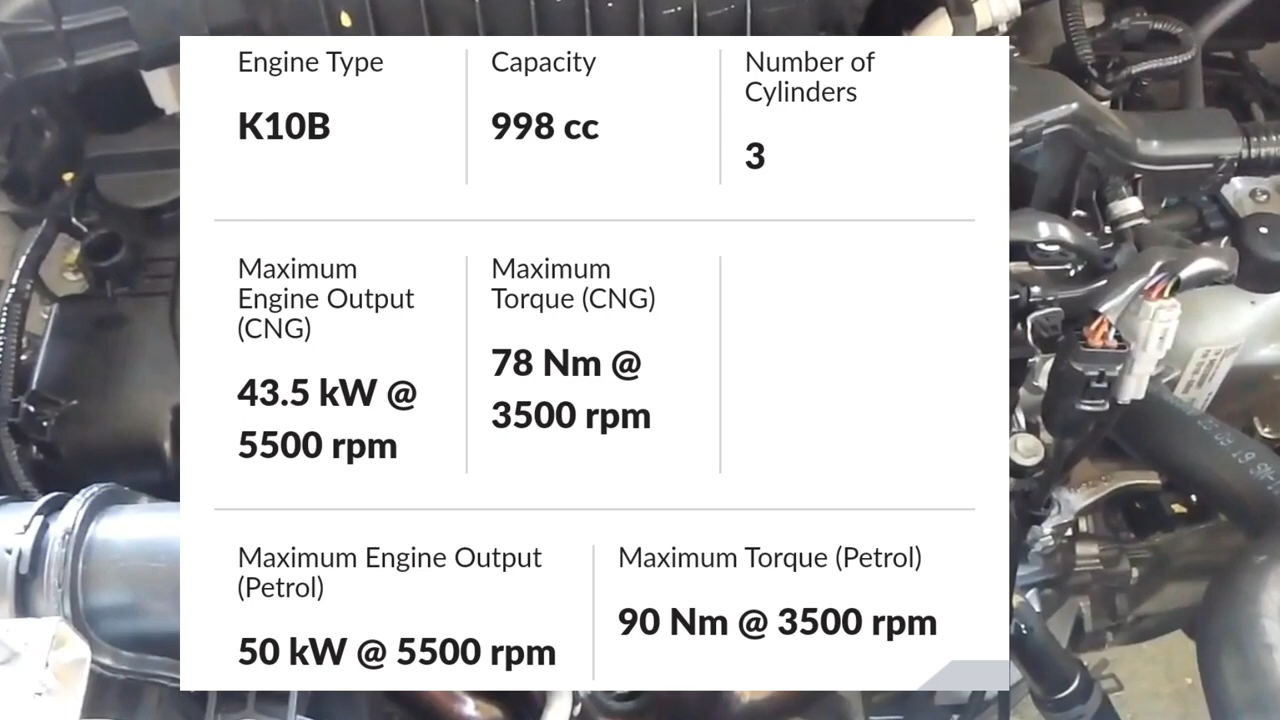 Engine Type
K10B
Capacity
998 cc
Number of
Cylinders
3
Maximum
Engine Output
(CNG)
43.5 kW @
5500 rpm
Maximum
Torque (CNG)
78 Nm @
3500 rpm
Maximum Engine Output
(Petrol)
50 kW @ 5500 rpm
Maximum Torque (Petrol)
90 Nm @ 3500 rpm